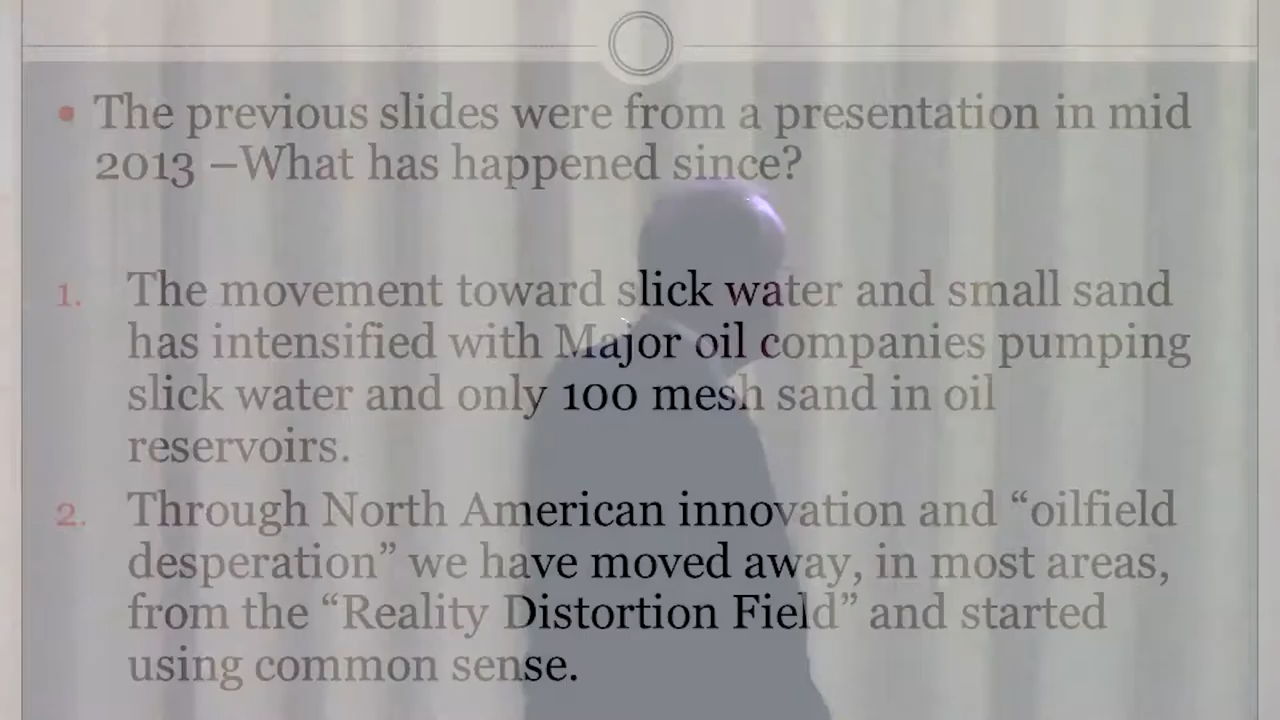 • The previous slides were from a presentation in mid
2013 –What has happened since?
1. The movement toward slick water and small sand
has intensified with Major oil companies pumping
slick water and only 100 mesh sand in oil
reservoirs.
2. Through North American innovation and “oilfield
desperation” we have moved away, in most areas,
from the “Reality Distortion Field” and started
using common sense.